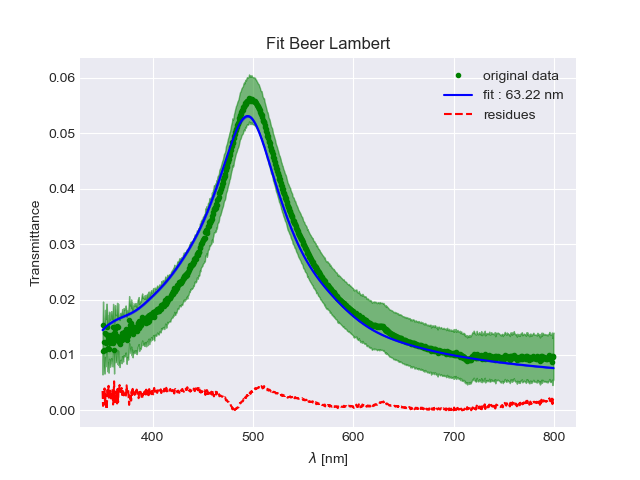 Fit Beer Lambert
original data
fit : 63.22 nm
residues
Transmittance
0.06
0.05
0.04
0.03
0.02
0.01
0.00
400 500 600 700 800
λ [nm]